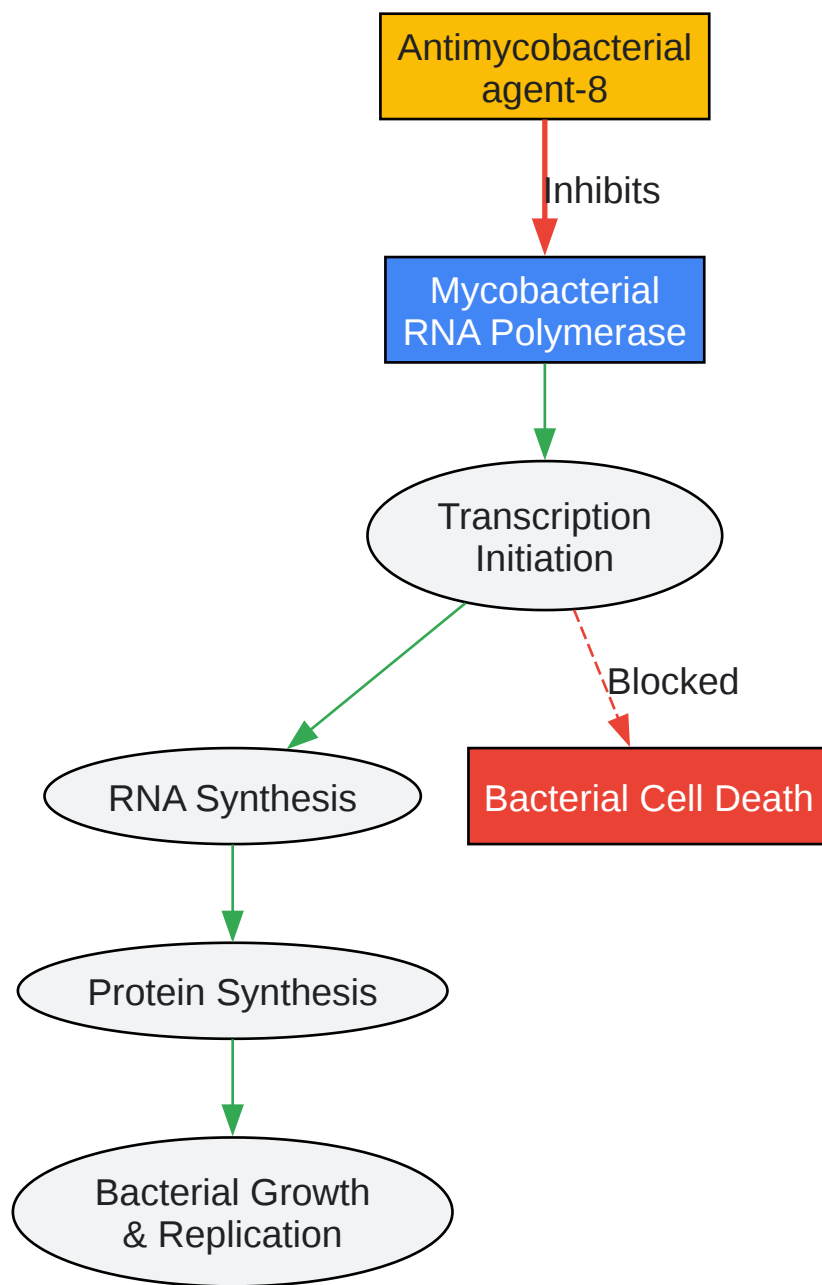 Antimycobacterial
agent-8
Inhibits
Mycobacterial
RNA Polymerase
Transcription
Initiation
Blocked
RNA Synthesis
Bacterial Cell Death
Protein Synthesis
Bacterial Growth
& Replication